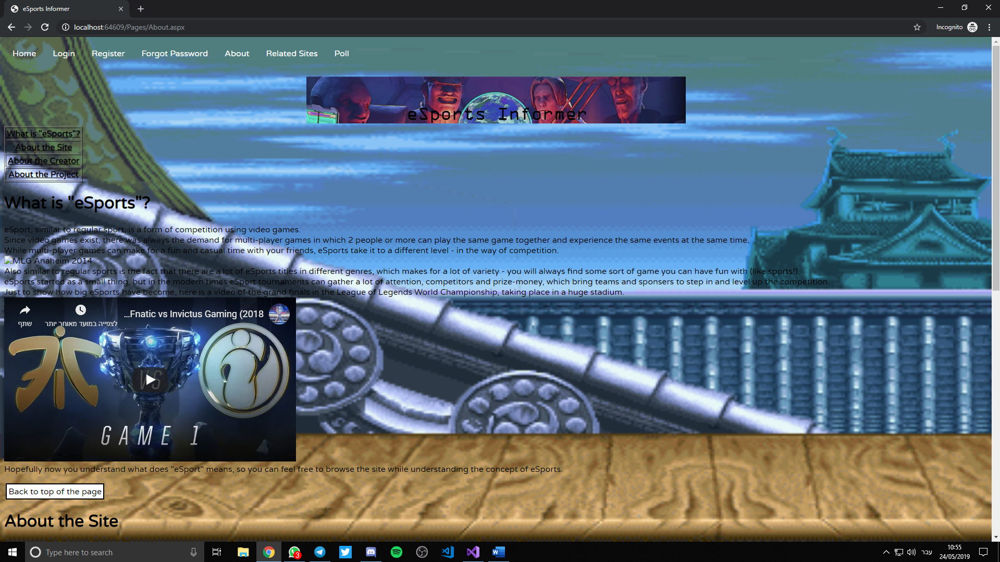 eSports Informer
localhost:64609/Pages/About.aspx
Incognito
Home Login Register Forgot Password About Related Sites Poll
eSports Informer
What is "eSports"?
About the Site
About the Creator
About the Project
What is "eSports"?
eSport, similar to regular sport, is a form of competition using video games.
Since video games exist, there was always the demand for multi-player games in which 2 people or more can play the same game together and experience the same events at the same time.
While multi-player games can make for a fun and casual time with your friends, eSports take it to a different level - in the way of competition.
MLG Anaheim 2014
Also similar to regular sports is the fact that there are a lot of eSports titles in different genres, which makes for a lot of variety - you will always find some sort of game you can have fun with (like sports!).
eSports started as a small thing, but in the modern times eSport tournaments can gather a lot of attention, competitors and prize-money, which bring teams and sponsers to step in and level up the competition.
Just to show how big eSports have become, here is a video of the grand finals in the League of Legends World Championship, taking place in a huge stadium.
...Fnatic vs Invictus Gaming (2018
שתף
לצפייה במועד מאוחר יותר
VS
GAME 1
Hopefully now you understand what does "eSport" means, so you can feel free to browse the site while understanding the concept of eSports.
Back to top of the page
About the Site
Type here to search
3
עבר
10:55
24/05/2019